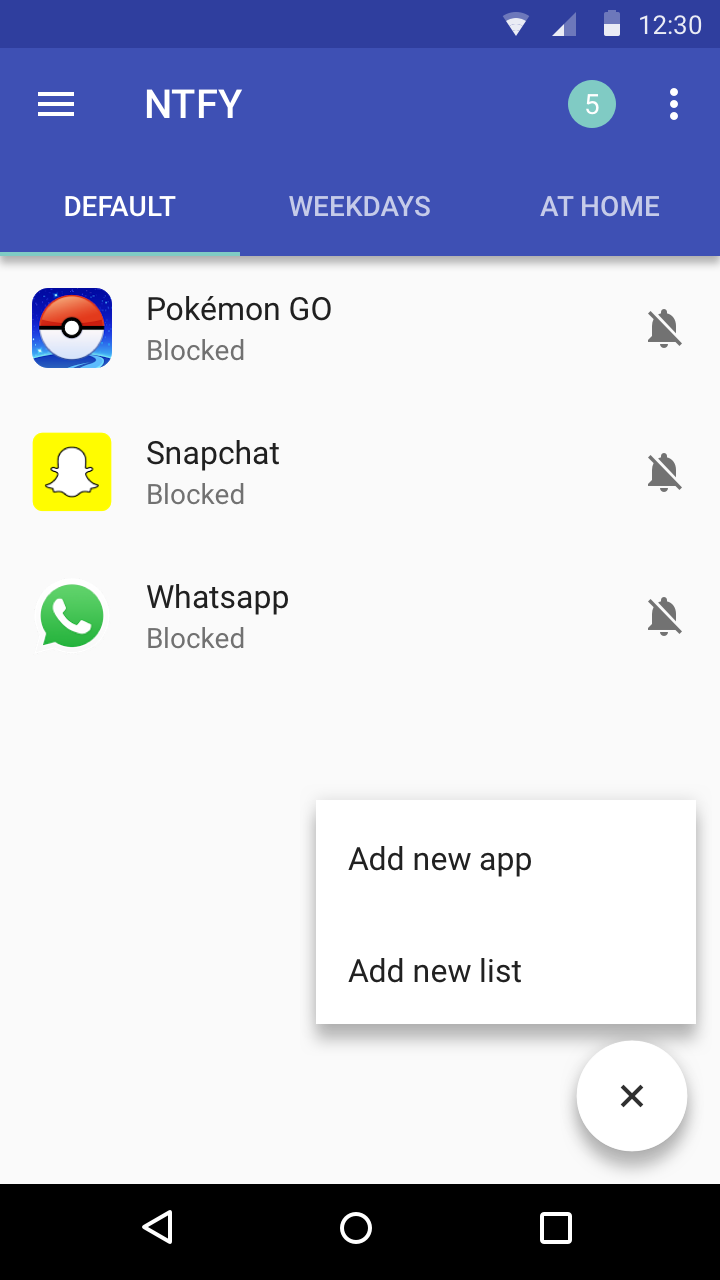 12:30
NTFY
5
DEFAULT WEEKDAYS AT HOME
Pokémon GO
Blocked
Snapchat
Blocked
Whatsapp
Blocked
Add new app
Add new list